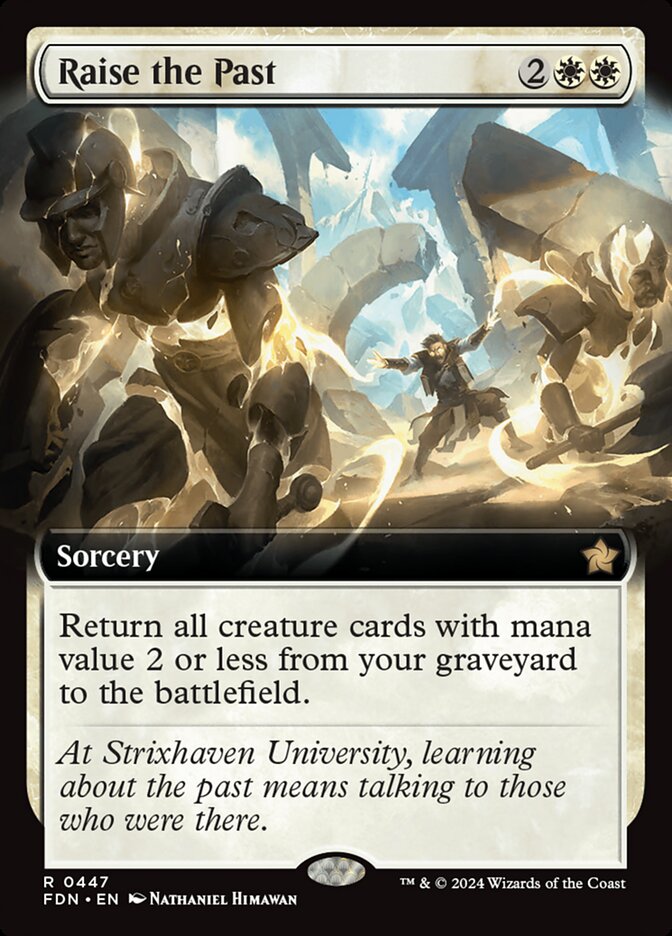 Raise the Past 2
Sorcery
Return all creature cards with mana
value 2 or less from your graveyard
to the battlefield.
At Strixhaven University, learning
about the past means talking to those
who were there.
R 0447
FDN • EN NATHANIEL HIMAWAN
™ & © 2024 Wizards of the Coast